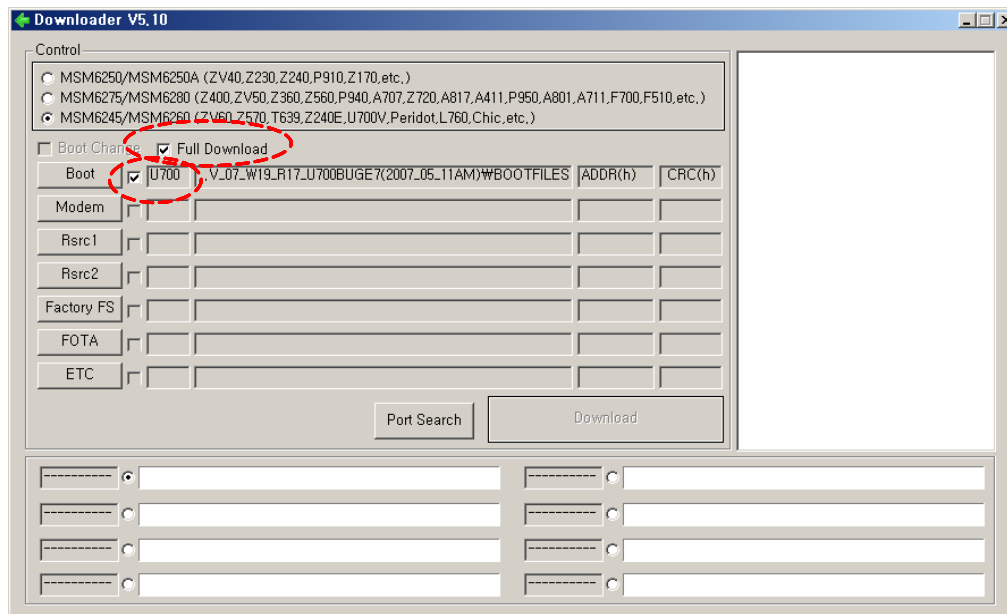 Downloader V5.10
Control
MSM6250/MSM6250A (ZV40,Z230,Z240,P910,Z170,etc.)
MSM6275/MSM6280 (Z400,ZV50,Z360,Z560,P940,A707,Z720,A817,A411,P950,A801,A711,F700,F510,etc.)
MSM6245/MSM6260 (ZV60,Z570,T639,Z240E,U700V,Peridot,L760,Chic,etc.)
Boot Change Full Download
Boot U700 .V_07_W19_R17_U700BUGE7(2007_05_11AM)₩BOOTFILES ADDR(h) CRC(h)
Modem
Rsrc1
Rsrc2
Factory FS
FOTA
ETC
Port Search Download
---------- ----------
---------- ----------
---------- ----------
---------- ----------